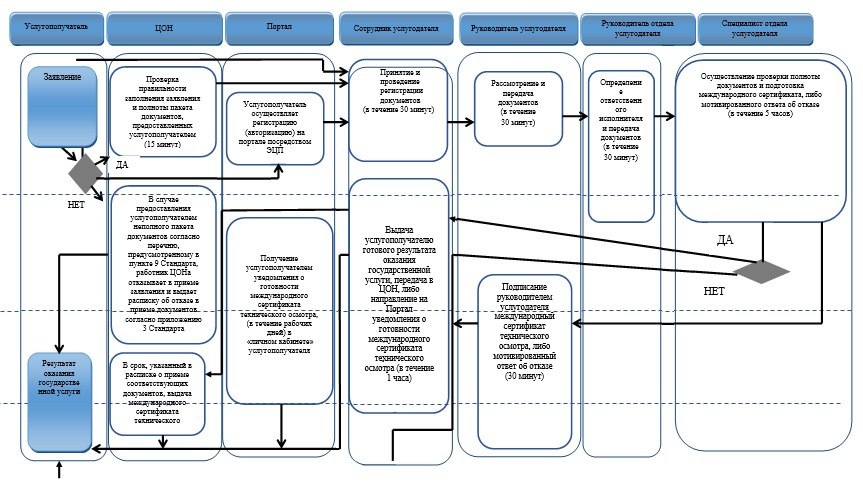 Услугополучатель
ЦОН
Портал
Сотрудник услугодателя
Руководитель услугодателя
Руководитель отдела
услугодателя
Специалист отдела
услугодателя
Заявление
Проверка
правильности
заполнения заявления
и полноты пакета
документов,
предоставленных
услугополучателем
(15 минут)
Услугополучатель
осуществляет
регистрацию
(авторизацию) на
портале посредством
ЭЦП
Принятие и
проведение
регистрации
документов
(в течение 30 минут)
Рассмотрение и
передача
документов
(в течение
30 минут)
Определени
е
ответственн
ого
исполнителя
и передача
документов
(в течение
30 минут)
Осуществление проверки полноты
документов и подготовка
международного сертификата, либо
мотивированного ответа об отказе
(в течение 5 часов)
ДА
НЕТ
В случае
предоставления
услугополучателем
неполного пакета
документов согласно
перечню,
предусмотренному в
пункте 9 Стандарта,
работник ЦОНа
отказывает в приеме
заявления и выдает
расписку об отказе в
приеме документов
согласно приложению
3 Стандарта
Получение
услугополучателем
уведомления о
готовности
международного
сертификата
технического осмотра,
(в течение рабочих
дней) в
«личном кабинете»
услугополучателя
Выдача
услугополучателю
готового результата
оказания
государственной
услуги, передача в
ЦОН, либо
направление на
Портал
уведомления о
готовности
международного
сертификата
технического
осмотра (в течение
1 часа)
Подписание
руководителем
услугодателя
международный
сертификат
технического
осмотра, либо
мотивированный
ответ об отказе
(30 минут)
ДА
НЕТ
Результат
оказания
государстве
нной услуги
В срок, указанный в
расписке о приеме
соответствующих
документов, выдача
международного
сертификата
технического